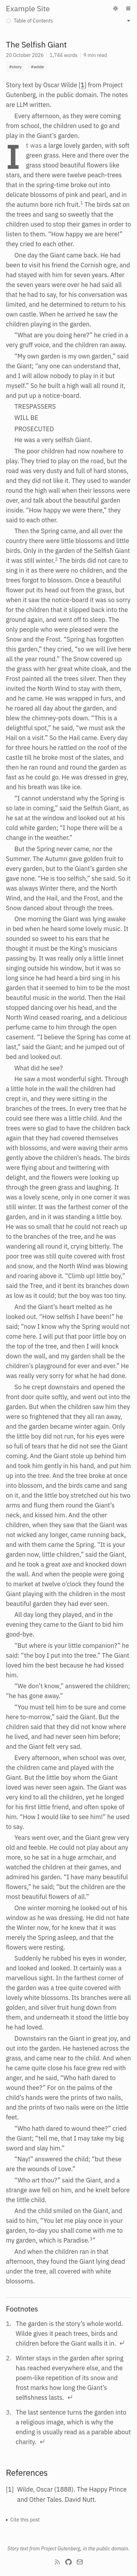 Example Site
Table of Contents
The Selfish Giant
20 October 2026 | 1,744 words | 9 min read
#story #wilde
Story text by Oscar Wilde [1] from Project
Gutenberg, in the public domain. The footnotes
are LLM written.
Every afternoon, as they were coming
from school, the children used to go and
play in the Giant’s garden.
It was a large lovely garden, with soft
green grass. Here and there over the
grass stood beautiful flowers like
stars, and there were twelve peach-trees
that in the spring-time broke out into
delicate blossoms of pink and pearl, and in
the autumn bore rich fruit.1 The birds sat on
the trees and sang so sweetly that the
children used to stop their games in order to
listen to them. “How happy we are here!”
they cried to each other.
One day the Giant came back. He had
been to visit his friend the Cornish ogre, and
had stayed with him for seven years. After
the seven years were over he had said all
that he had to say, for his conversation was
limited, and he determined to return to his
own castle. When he arrived he saw the
children playing in the garden.
“What are you doing here?” he cried in a
very gruff voice, and the children ran away.
“My own garden is my own garden,” said
the Giant; “any one can understand that,
and I will allow nobody to play in it but
myself.” So he built a high wall all round it,
and put up a notice-board.
TRESPASSERS
WILL BE
PROSECUTED
He was a very selfish Giant.
The poor children had now nowhere to
play. They tried to play on the road, but the
road was very dusty and full of hard stones,
and they did not like it. They used to wander
round the high wall when their lessons were
over, and talk about the beautiful garden
inside. “How happy we were there,” they
said to each other.
Then the Spring came, and all over the
country there were little blossoms and little
birds. Only in the garden of the Selfish Giant
it was still winter.2 The birds did not care to
sing in it as there were no children, and the
trees forgot to blossom. Once a beautiful
flower put its head out from the grass, but
when it saw the notice-board it was so sorry
for the children that it slipped back into the
ground again, and went off to sleep. The
only people who were pleased were the
Snow and the Frost. “Spring has forgotten
this garden,” they cried, “so we will live here
all the year round.” The Snow covered up
the grass with her great white cloak, and the
Frost painted all the trees silver. Then they
invited the North Wind to stay with them,
and he came. He was wrapped in furs, and
he roared all day about the garden, and
blew the chimney-pots down. “This is a
delightful spot,” he said, “we must ask the
Hail on a visit.” So the Hail came. Every day
for three hours he rattled on the roof of the
castle till he broke most of the slates, and
then he ran round and round the garden as
fast as he could go. He was dressed in grey,
and his breath was like ice.
“I cannot understand why the Spring is
so late in coming,” said the Selfish Giant, as
he sat at the window and looked out at his
cold white garden; “I hope there will be a
change in the weather.”
But the Spring never came, nor the
Summer. The Autumn gave golden fruit to
every garden, but to the Giant’s garden she
gave none. “He is too selfish,” she said. So it
was always Winter there, and the North
Wind, and the Hail, and the Frost, and the
Snow danced about through the trees.
One morning the Giant was lying awake
in bed when he heard some lovely music. It
sounded so sweet to his ears that he
thought it must be the King’s musicians
passing by. It was really only a little linnet
singing outside his window, but it was so
long since he had heard a bird sing in his
garden that it seemed to him to be the most
beautiful music in the world. Then the Hail
stopped dancing over his head, and the
North Wind ceased roaring, and a delicious
perfume came to him through the open
casement. “I believe the Spring has come at
last,” said the Giant; and he jumped out of
bed and looked out.
What did he see?
He saw a most wonderful sight. Through
a little hole in the wall the children had
crept in, and they were sitting in the
branches of the trees. In every tree that he
could see there was a little child. And the
trees were so glad to have the children back
again that they had covered themselves
with blossoms, and were waving their arms
gently above the children’s heads. The birds
were flying about and twittering with
delight, and the flowers were looking up
through the green grass and laughing. It
was a lovely scene, only in one corner it was
still winter. It was the farthest corner of the
garden, and in it was standing a little boy.
He was so small that he could not reach up
to the branches of the tree, and he was
wandering all round it, crying bitterly. The
poor tree was still quite covered with frost
and snow, and the North Wind was blowing
and roaring above it. “Climb up! little boy,”
said the Tree, and it bent its branches down
as low as it could; but the boy was too tiny.
And the Giant’s heart melted as he
looked out. “How selfish I have been!” he
said; “now I know why the Spring would not
come here. I will put that poor little boy on
the top of the tree, and then I will knock
down the wall, and my garden shall be the
children’s playground for ever and ever.” He
was really very sorry for what he had done.
So he crept downstairs and opened the
front door quite softly, and went out into the
garden. But when the children saw him they
were so frightened that they all ran away,
and the garden became winter again. Only
the little boy did not run, for his eyes were
so full of tears that he did not see the Giant
coming. And the Giant stole up behind him
and took him gently in his hand, and put him
up into the tree. And the tree broke at once
into blossom, and the birds came and sang
on it, and the little boy stretched out his two
arms and flung them round the Giant’s
neck, and kissed him. And the other
children, when they saw that the Giant was
not wicked any longer, came running back,
and with them came the Spring. “It is your
garden now, little children,” said the Giant,
and he took a great axe and knocked down
the wall. And when the people were going
to market at twelve o’clock they found the
Giant playing with the children in the most
beautiful garden they had ever seen.
All day long they played, and in the
evening they came to the Giant to bid him
good-bye.
“But where is your little companion?” he
said: “the boy I put into the tree.” The Giant
loved him the best because he had kissed
him.
“We don’t know,” answered the children;
“he has gone away.”
“You must tell him to be sure and come
here to-morrow,” said the Giant. But the
children said that they did not know where
he lived, and had never seen him before;
and the Giant felt very sad.
Every afternoon, when school was over,
the children came and played with the
Giant. But the little boy whom the Giant
loved was never seen again. The Giant was
very kind to all the children, yet he longed
for his first little friend, and often spoke of
him. “How I would like to see him!” he used
to say.
Years went over, and the Giant grew very
old and feeble. He could not play about any
more, so he sat in a huge armchair, and
watched the children at their games, and
admired his garden. “I have many beautiful
flowers,” he said; “but the children are the
most beautiful flowers of all.”
One winter morning he looked out of his
window as he was dressing. He did not hate
the Winter now, for he knew that it was
merely the Spring asleep, and that the
flowers were resting.
Suddenly he rubbed his eyes in wonder,
and looked and looked. It certainly was a
marvellous sight. In the farthest corner of
the garden was a tree quite covered with
lovely white blossoms. Its branches were all
golden, and silver fruit hung down from
them, and underneath it stood the little boy
he had loved.
Downstairs ran the Giant in great joy, and
out into the garden. He hastened across the
grass, and came near to the child. And when
he came quite close his face grew red with
anger, and he said, “Who hath dared to
wound thee?” For on the palms of the
child’s hands were the prints of two nails,
and the prints of two nails were on the little
feet.
“Who hath dared to wound thee?” cried
the Giant; “tell me, that I may take my big
sword and slay him.”
“Nay!” answered the child; “but these
are the wounds of Love.”
“Who art thou?” said the Giant, and a
strange awe fell on him, and he knelt before
the little child.
And the child smiled on the Giant, and
said to him, “You let me play once in your
garden, to-day you shall come with me to
my garden, which is Paradise.3”
And when the children ran in that
afternoon, they found the Giant lying dead
under the tree, all covered with white
blossoms.
Footnotes
1. The garden is the story’s whole world.
Wilde gives it peach trees, birds and
children before the Giant walls it in. ↩
2. Winter stays in the garden after spring
has reached everywhere else, and the
poem-like repetition of its snow and
frost marks how long the Giant’s
selfishness lasts. ↩
3. The last sentence turns the garden into
a religious image, which is why the
ending is usually read as a parable about
charity. ↩
References
[1] Wilde, Oscar (1888). The Happy Prince
and Other Tales. David Nutt.
Cite this post
Story text from Project Gutenberg, in the public domain.